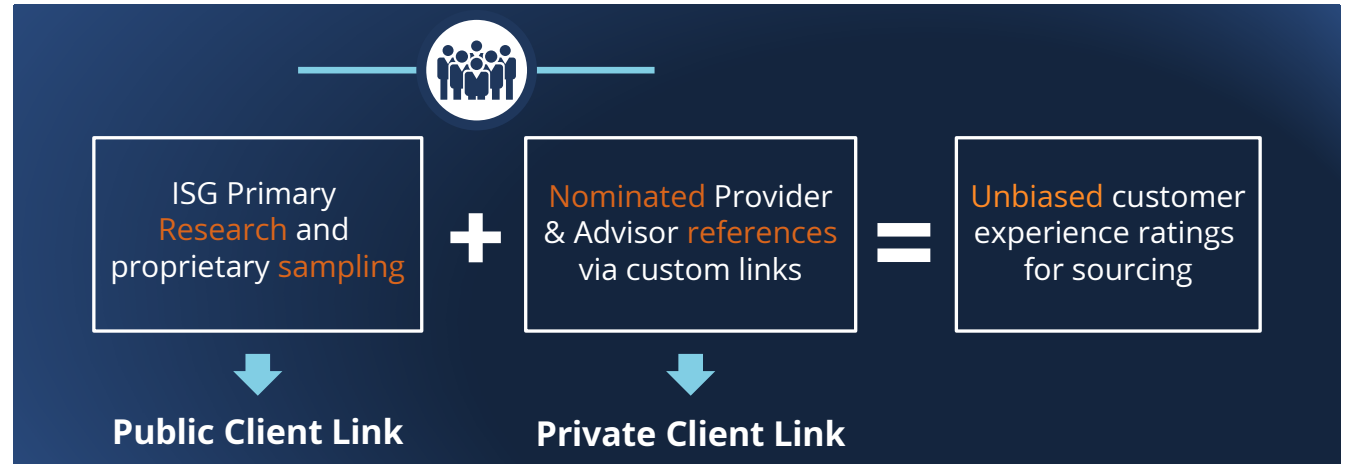 ISG Primary
Research and
proprietary sampling
+
Nominated Provider
& Advisor references
via custom links
=
Unbiased customer
experience ratings
for sourcing
Public Client Link
Private Client Link